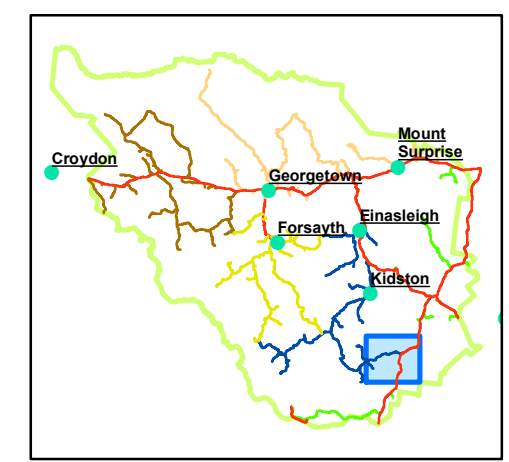 Mount
Surprise
Croydon
Georgetown
Einasleigh
Forsayth
Kidston